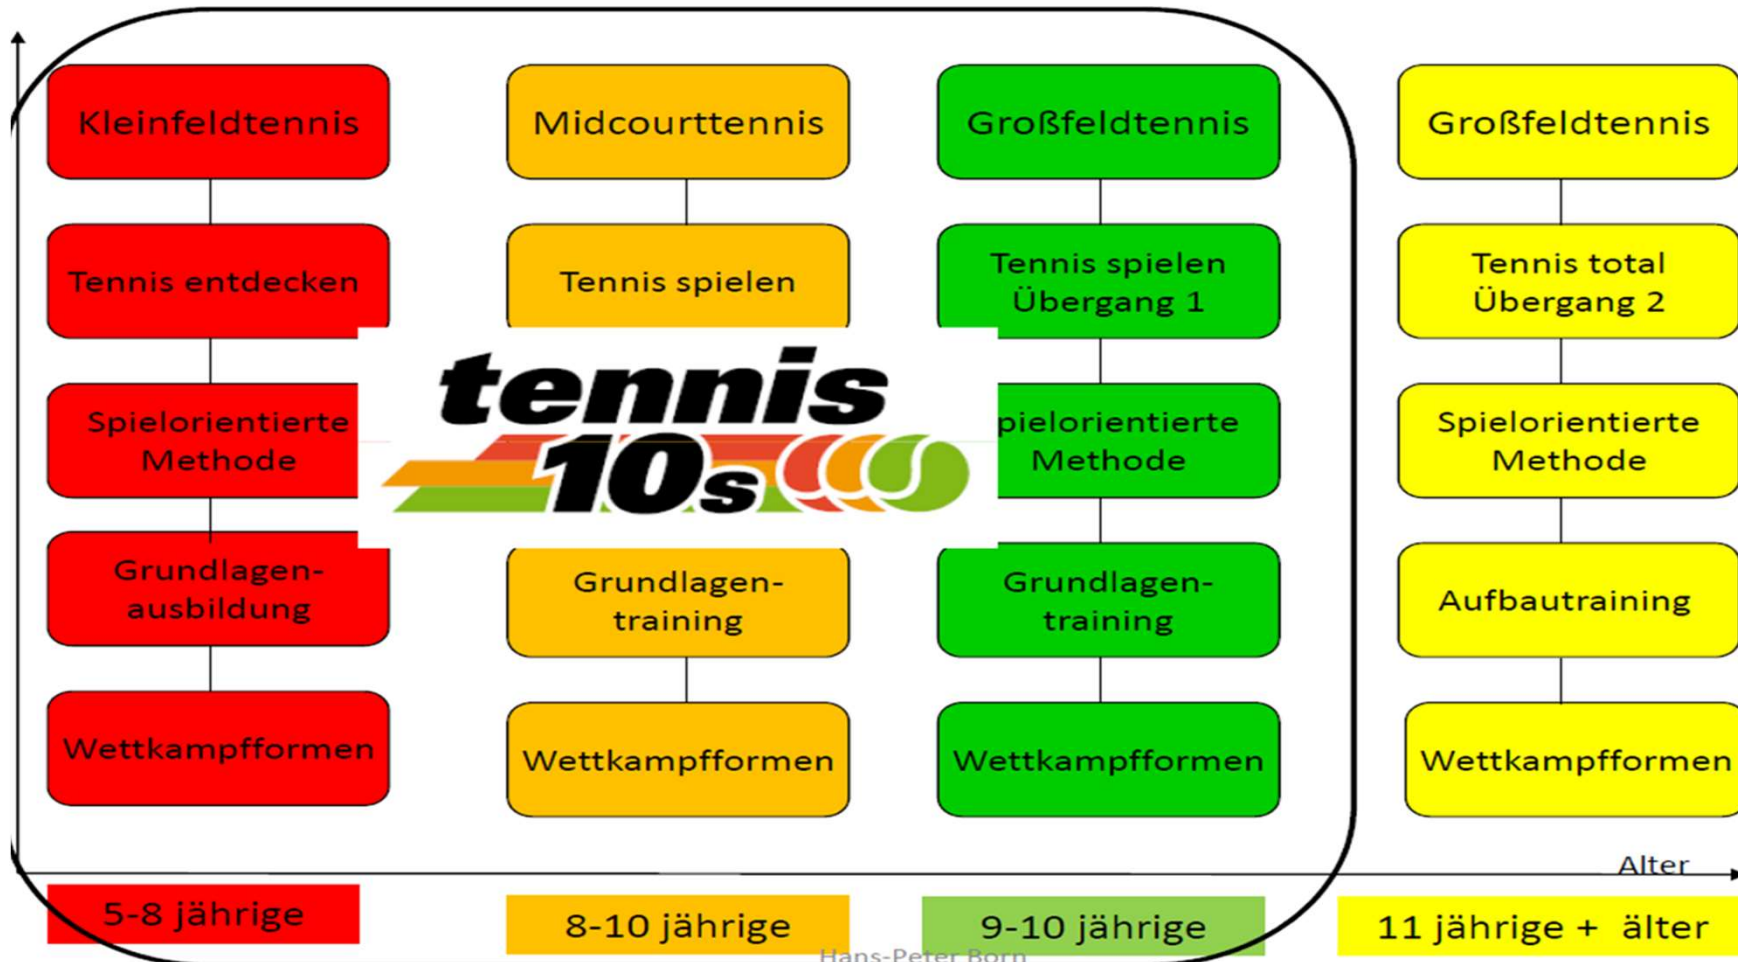 Kleinfeldtennis
Midcourttennis
Großfeldtennis
Großfeldtennis
Tennis entdecken
Tennis spielen
Tennis spielen
Übergang 1
Tennis total
Übergang 2
tennis
10s
Spielorientierte
Methode
pielorientierte
Methode
Spielorientierte
Methode
Grundlagen-
ausbildung
Grundlagen-
training
Grundlagen-
training
Aufbautraining
Wettkampfformen
Wettkampfformen
Wettkampfformen
Wettkampfformen
Alter
5-8 jährige
8-10 jährige
9-10 jährige
11 jährige + älter
Hans-Peter Born